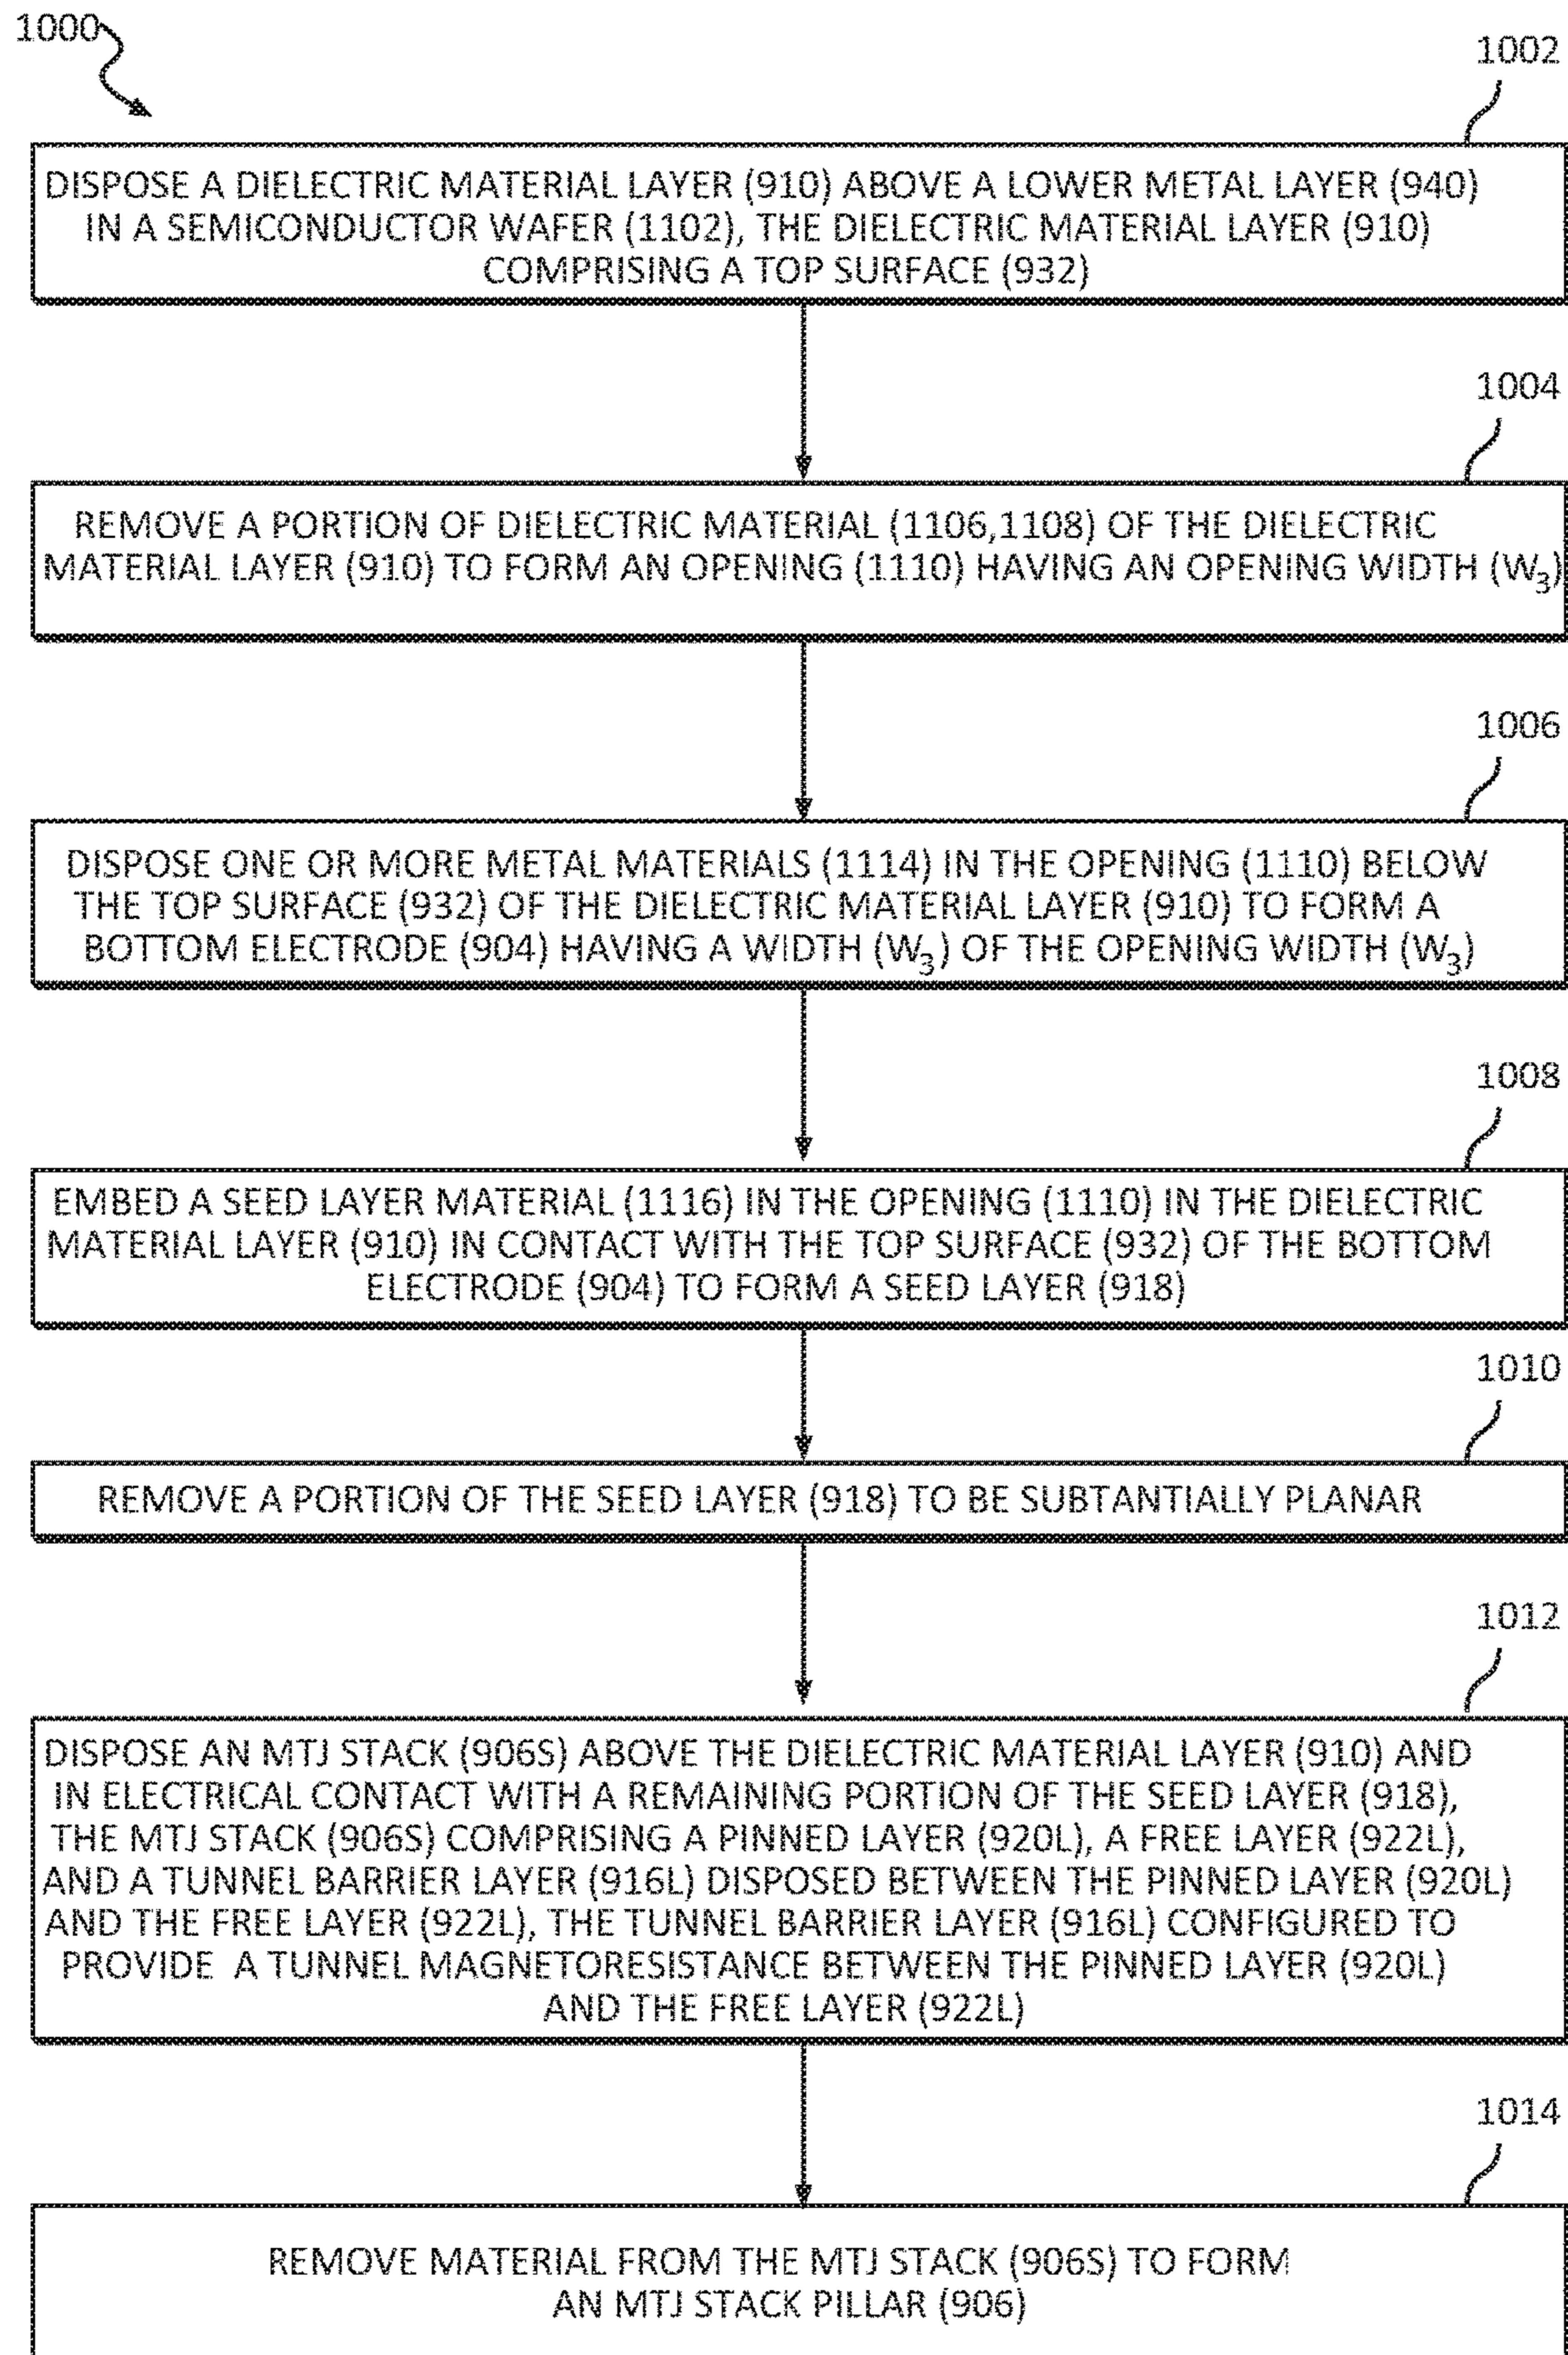 1000
1002
DISPOSE A DIELECTRIC MATERIAL LAYER (910) ABOVE A LOWER METAL LAYER (940)
IN A SEMICONDUCTOR WAFER (1102), THE DIELECTRIC MATERIAL LAYER (910)
COMPRISING A TOP SURFACE (932)
1004
REMOVE A PORTION OF DIELECTRIC MATERIAL (1106,1108) OF THE DIELECTRIC
MATERIAL LAYER (910) TO FORM AN OPENING (1110) HAVING AN OPENING WIDTH (W₃)
1006
DISPOSE ONE OR MORE METAL MATERIALS (1114) IN THE OPENING (1110) BELOW
THE TOP SURFACE (932) OF THE DIELECTRIC MATERIAL LAYER (910) TO FORM A
BOTTOM ELECTRODE (904) HAVING A WIDTH (W₃) OF THE OPENING WIDTH (W₃)
1008
EMBED A SEED LAYER MATERIAL (1116) IN THE OPENING (1110) IN THE DIELECTRIC
MATERIAL LAYER (910) IN CONTACT WITH THE TOP SURFACE (932) OF THE BOTTOM
ELECTRODE (904) TO FORM A SEED LAYER (918)
1010
REMOVE A PORTION OF THE SEED LAYER (918) TO BE SUBTANTIALLY PLANAR
1012
DISPOSE AN MTJ STACK (906S) ABOVE THE DIELECTRIC MATERIAL LAYER (910) AND
IN ELECTRICAL CONTACT WITH A REMAINING PORTION OF THE SEED LAYER (918),
THE MTJ STACK (906S) COMPRISING A PINNED LAYER (920L), A FREE LAYER (922L),
AND A TUNNEL BARRIER LAYER (916L) DISPOSED BETWEEN THE PINNED LAYER (920L)
AND THE FREE LAYER (922L), THE TUNNEL BARRIER LAYER (916L) CONFIGURED TO
PROVIDE A TUNNEL MAGNETORESISTANCE BETWEEN THE PINNED LAYER (920L)
AND THE FREE LAYER (922L)
1014
REMOVE MATERIAL FROM THE MTJ STACK (906S) TO FORM
AN MTJ STACK PILLAR (906)